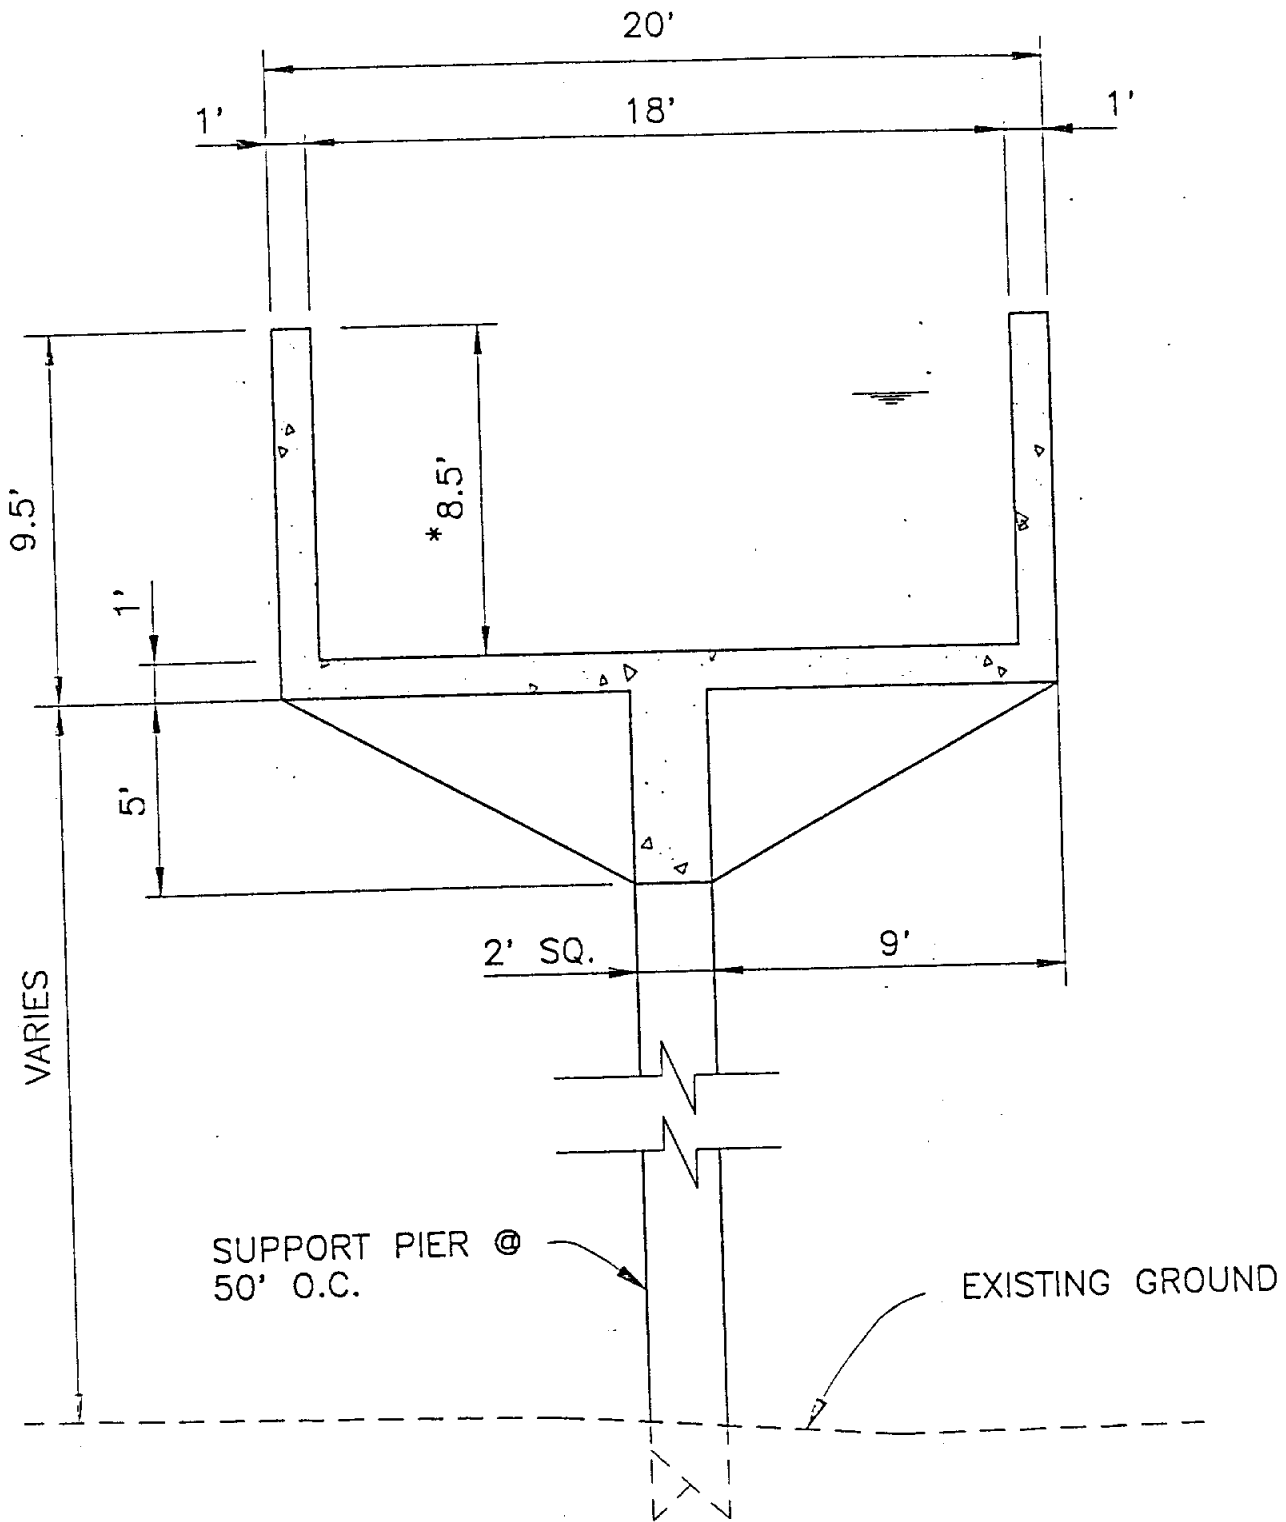 20'
1'
18'
1'
9.5'
*8.5'
1'
5'
2' SQ.
9'
VARIES
SUPPORT PIER @
50' O.C.
EXISTING GROUND